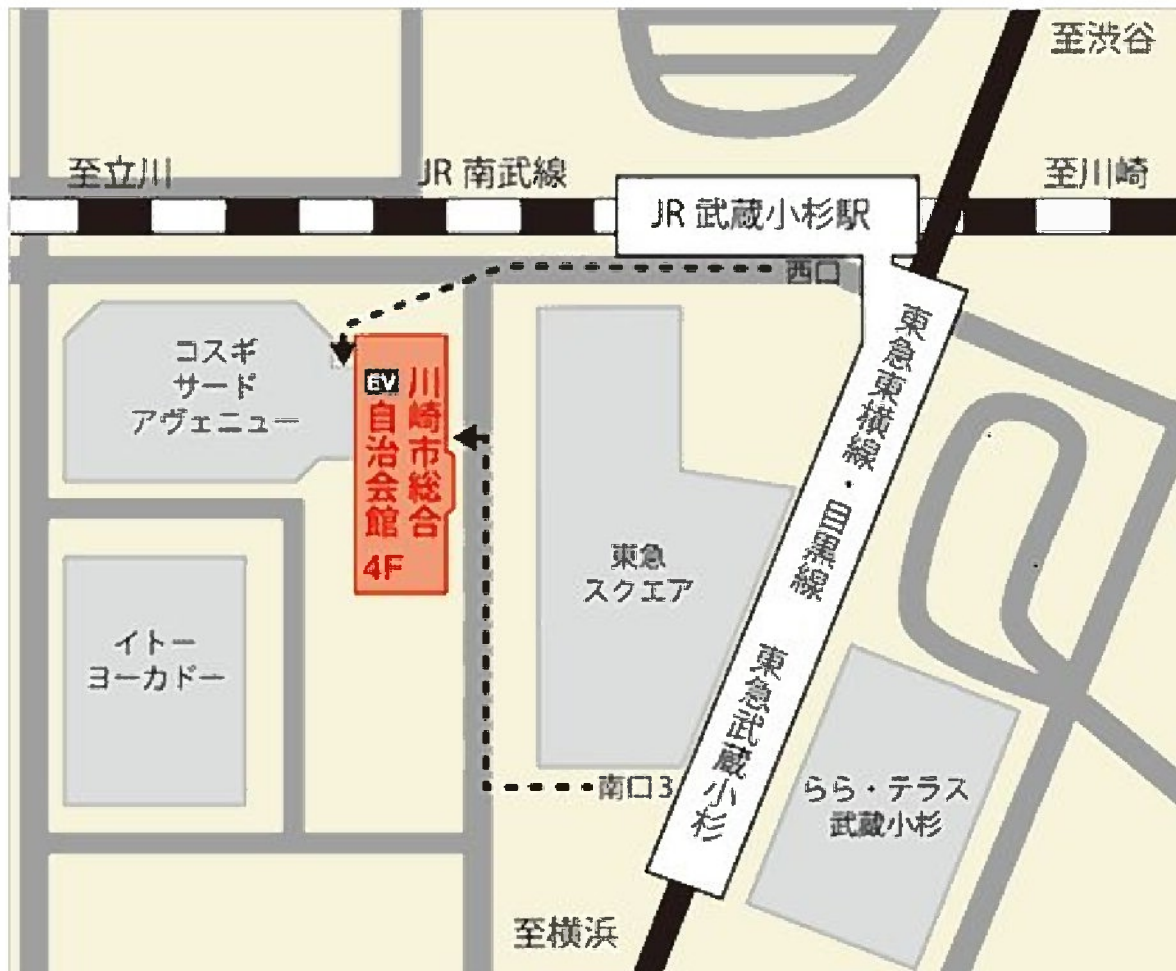 至渋谷
至立川
JR 南武線
至川崎
JR 武蔵小杉駅
西口
コスギ
サード
アヴェニュー
EV
川崎市総合
自治会館
4F
東急東横線・目黒線
東急武蔵小杉
東急
スクエア
イトー
ヨーカドー
南口3
らら・テラス
武蔵小杉
至横浜